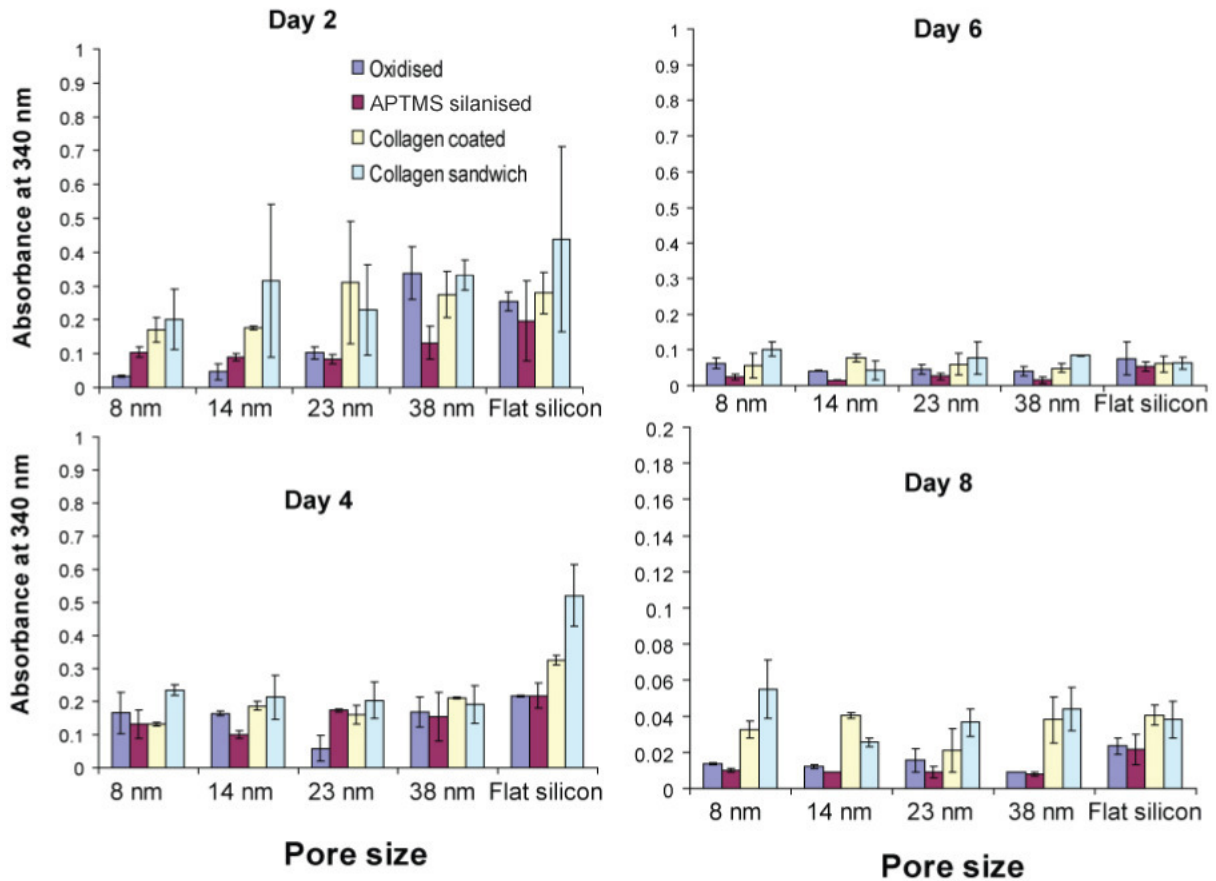 Day 2
Absorbance at 340 nm
1
0.9
0.8
0.7
0.6
0.5
0.4
0.3
0.2
0.1
0
Oxidised
APTMS silanised
Collagen coated
Collagen sandwich
8 nm 14 nm 23 nm 38 nm Flat silicon
Day 6
1
0.9
0.8
0.7
0.6
0.5
0.4
0.3
0.2
0.1
0
8 nm 14 nm 23 nm 38 nm Flat silicon
Day 4
Absorbance at 340 nm
1
0.9
0.8
0.7
0.6
0.5
0.4
0.3
0.2
0.1
0
8 nm 14 nm 23 nm 38 nm Flat silicon
Pore size
Day 8
0.2
0.18
0.16
0.14
0.12
0.1
0.08
0.06
0.04
0.02
0
8 nm 14 nm 23 nm 38 nm Flat silicon
Pore size